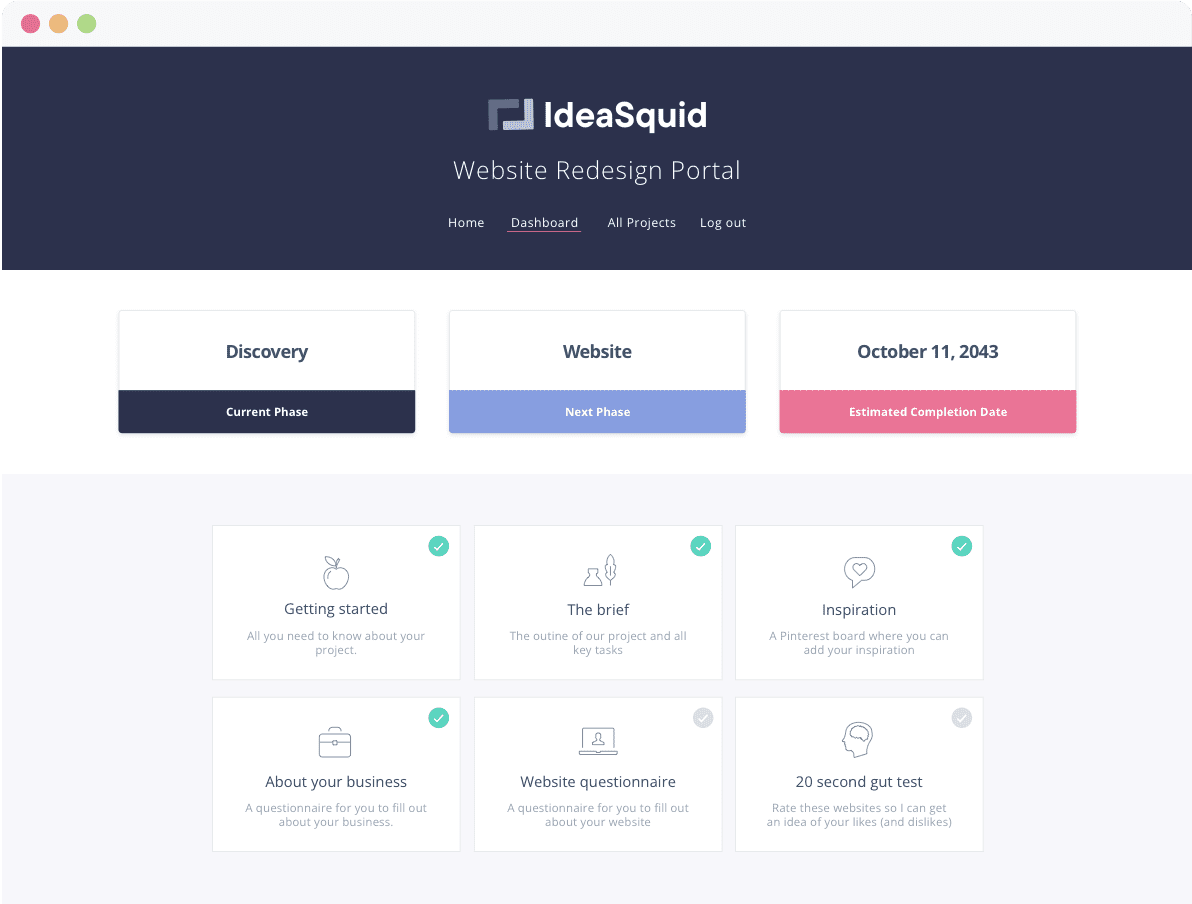 IdeaSquid
Website Redesign Portal
Home Dashboard All Projects Log out
Discovery
Current Phase
Website
Next Phase
October 11, 2043
Estimated Completion Date
Getting started
All you need to know about your
project.
The brief
The outine of our project and all
key tasks
Inspiration
A Pinterest board where you can
add your inspiration
About your business
A questionnaire for you to fill out
about your business.
Website questionnaire
A questionnaire for you to fill out
about your website
20 second gut test
Rate these websites so I can get
an idea of your likes (and dislikes)